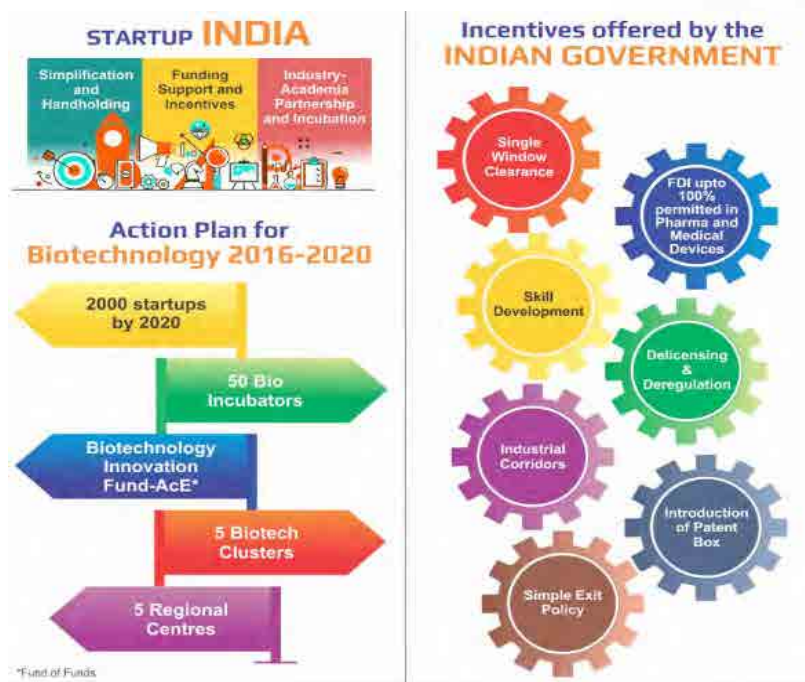 STARTUP INDIA
Simplification
and
Handholding
Funding
Support and
Incentives
Industry-
Academia
Partnership
and Incubation
Action Plan for
Biotechnology 2016-2020
2000 startups
by 2020
50 Bio
Incubators
Biotechnology
Innovation
Fund-AcE*
5 Biotech
Clusters
5 Regional
Centres
*Fund of Funds
Incentives offered by the
INDIAN GOVERNMENT
Single
Window
Clearance
FDI upto
100%
permitted in
Pharma and
Medical
Devices
Skill
Development
Delicensing
&
Deregulation
Industrial
Corridors
Introduction
of Patent
Box
Simple Exit
Policy